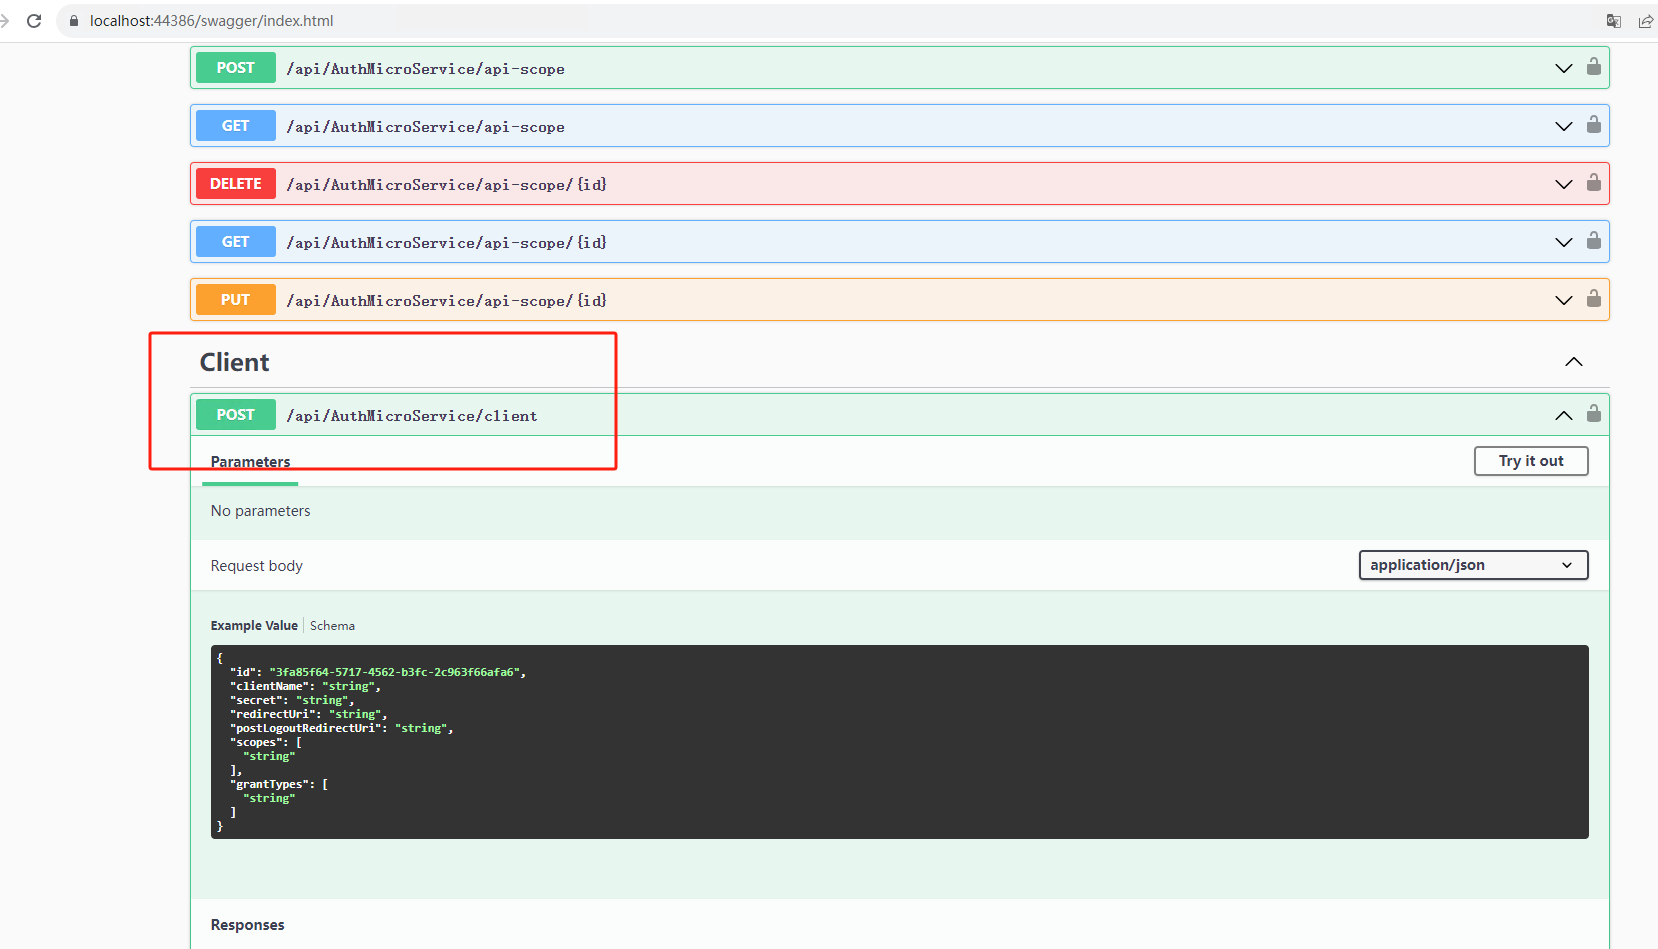 localhost:44386/swagger/index.html
POST /api/AuthMicroService/api-scope
GET /api/AuthMicroService/api-scope
DELETE /api/AuthMicroService/api-scope/{id}
GET /api/AuthMicroService/api-scope/{id}
PUT /api/AuthMicroService/api-scope/{id}
Client
POST /api/AuthMicroService/client
Parameters Try it out
No parameters
Request body application/json
Example Value Schema
{
"id": "3fa85f64-5717-4562-b3fc-2c963f66afa6",
"clientName": "string",
"secret": "string",
"redirectUri": "string",
"postLogoutRedirectUri": "string",
"scopes": [
"string"
],
"grantTypes": [
"string"
]
}
Responses